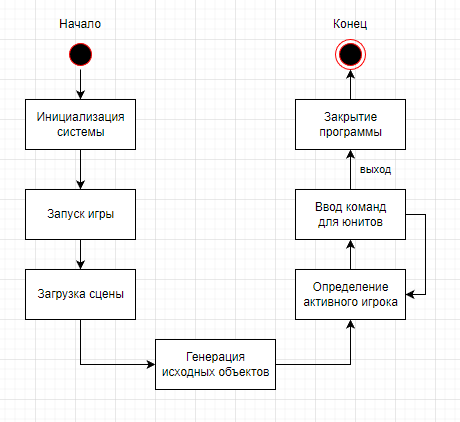 Начало
Инициализация
системы
Запуск игры
Загрузка сцены
Генерация
исходных объектов
Определение
активного игрока
Ввод команд
для юнитов
выход
Закрытие
программы
Конец